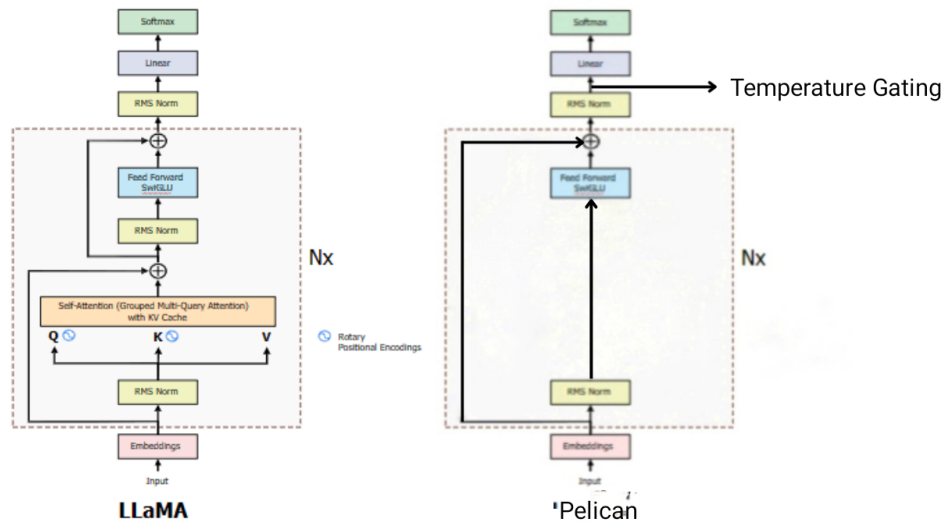 Softmax
Linear
RMS Norm
Feed Forward
SwiGLU
RMS Norm
Self-Attention (Grouped Multi-Query Attention)
with KV Cache
Q
K
V
RMS Norm
Embeddings
Input
LLaMA
Nx
Rotary
Positional Encodings
Softmax
Linear
Temperature Gating
RMS Norm
Feed Forward
SwiGLU
Nx
RMS Norm
Embeddings
Input
'Pelican